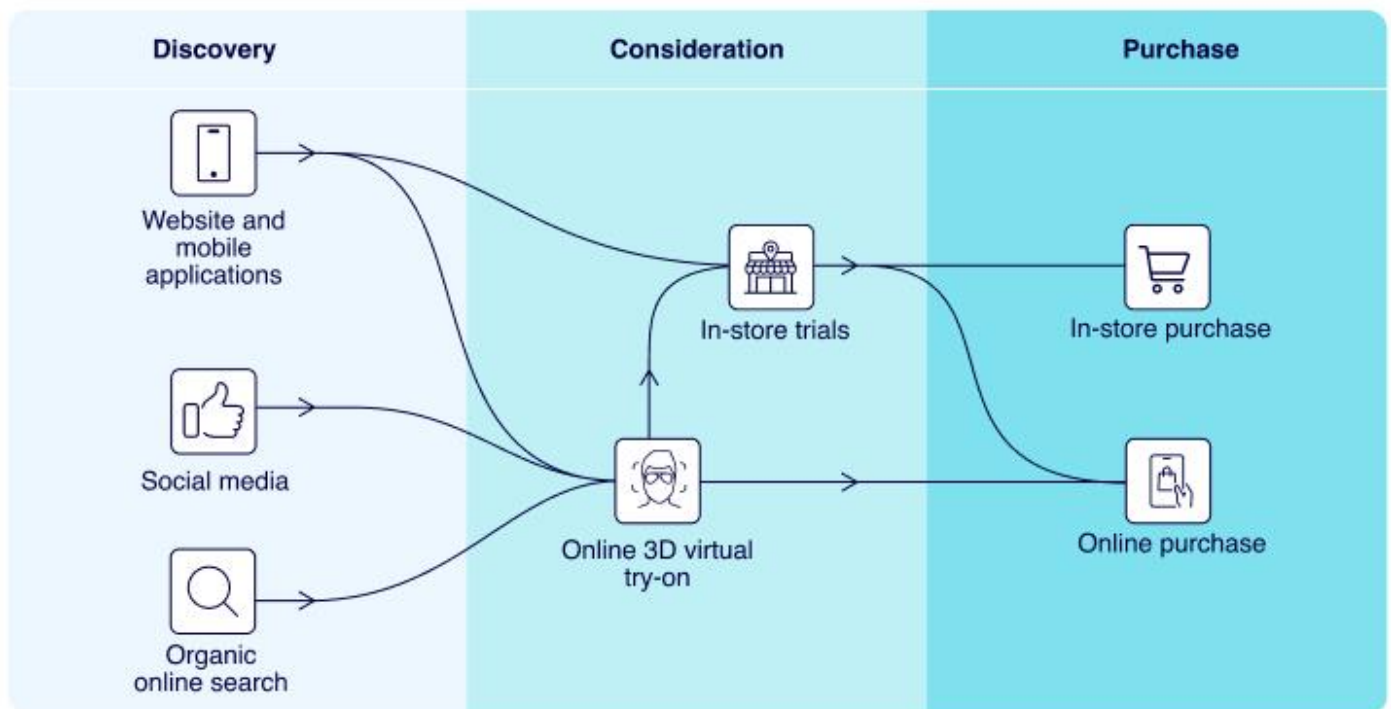 Discovery
Consideration
Purchase
Website and
mobile
applications
In-store trials
In-store purchase
Social media
Online 3D virtual
try-on
Online purchase
Organic
online search